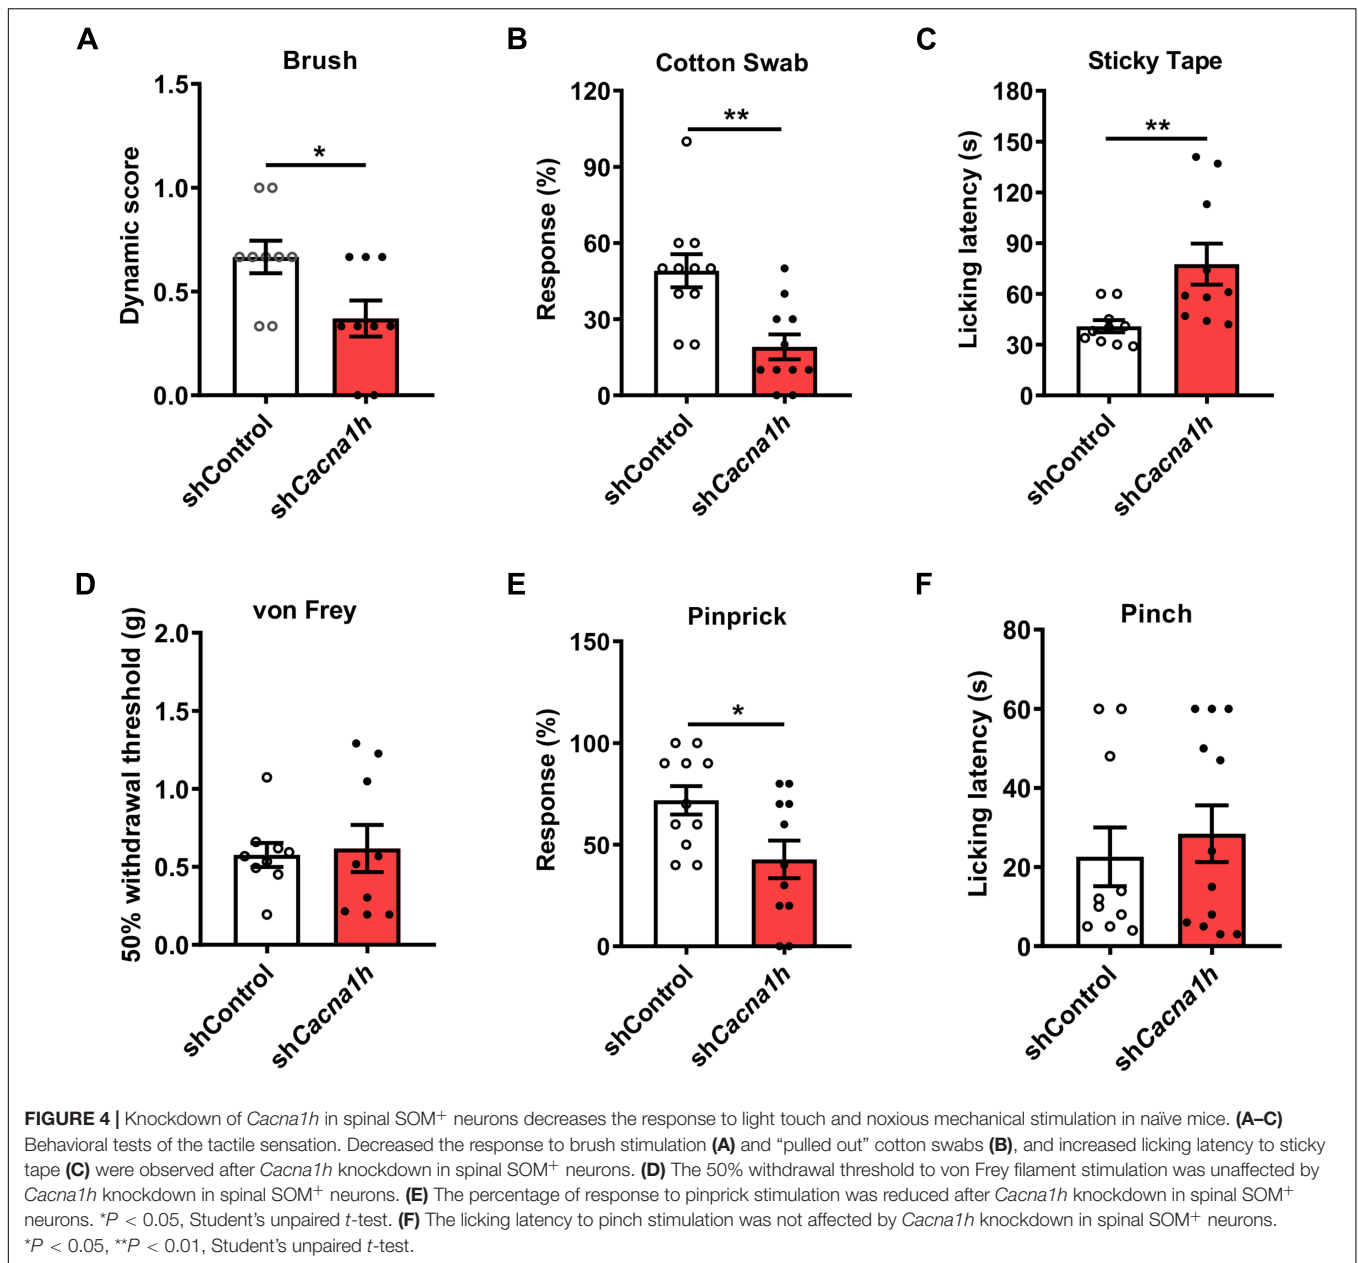 A
Brush
Dynamic score
1.5
1.0
0.5
0.0
*
shControl
shCacna1h
B
Cotton Swab
Response (%)
120
90
60
30
0
**
shControl
shCacna1h
C
Sticky Tape
Licking latency (s)
180
150
120
90
60
30
0
**
shControl
shCacna1h
D
von Frey
50% withdrawal threshold (g)
2.0
1.5
1.0
0.5
0.0
shControl
shCacna1h
E
Pinprick
Response (%)
150
100
50
0
*
shControl
shCacna1h
F
Pinch
Licking latency (s)
80
60
40
20
0
shControl
shCacna1h
FIGURE 4 | Knockdown of Cacna1h in spinal SOM+ neurons decreases the response to light touch and noxious mechanical stimulation in naïve mice. (A–C)
Behavioral tests of the tactile sensation. Decreased the response to brush stimulation (A) and “pulled out” cotton swabs (B), and increased licking latency to sticky
tape (C) were observed after Cacna1h knockdown in spinal SOM+ neurons. (D) The 50% withdrawal threshold to von Frey filament stimulation was unaffected by
Cacna1h knockdown in spinal SOM+ neurons. (E) The percentage of response to pinprick stimulation was reduced after Cacna1h knockdown in spinal SOM+
neurons. *P < 0.05, Student’s unpaired t-test. (F) The licking latency to pinch stimulation was not affected by Cacna1h knockdown in spinal SOM+ neurons.
*P < 0.05, **P < 0.01, Student’s unpaired t-test.